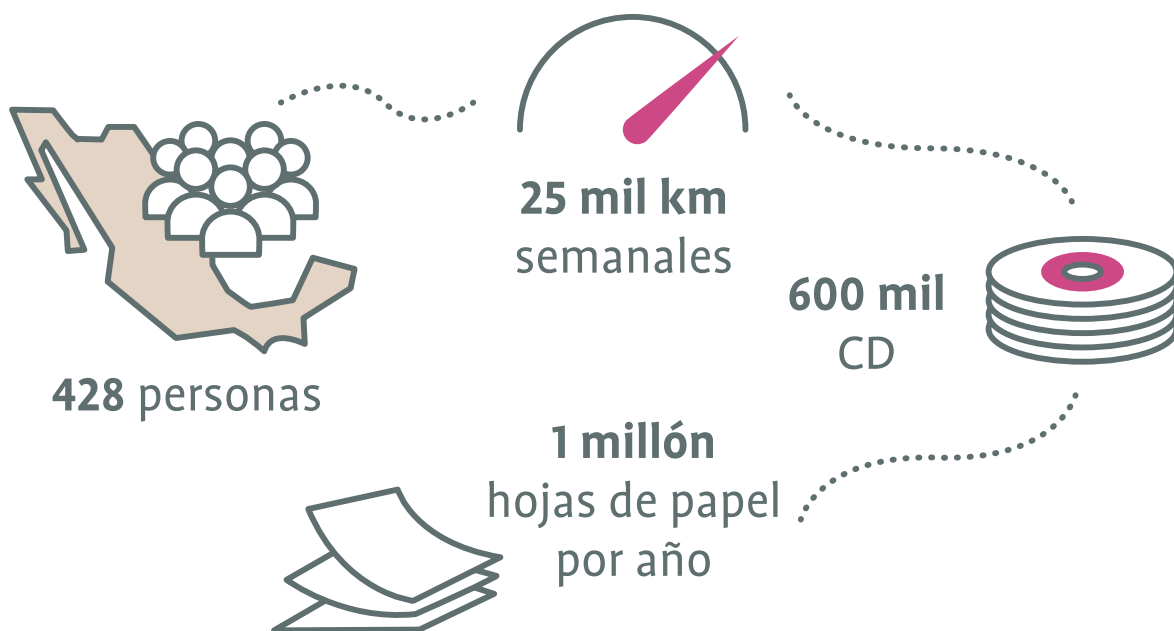 428 personas
25 mil km
semanales
600 mil
CD
1 millón
hojas de papel
por año